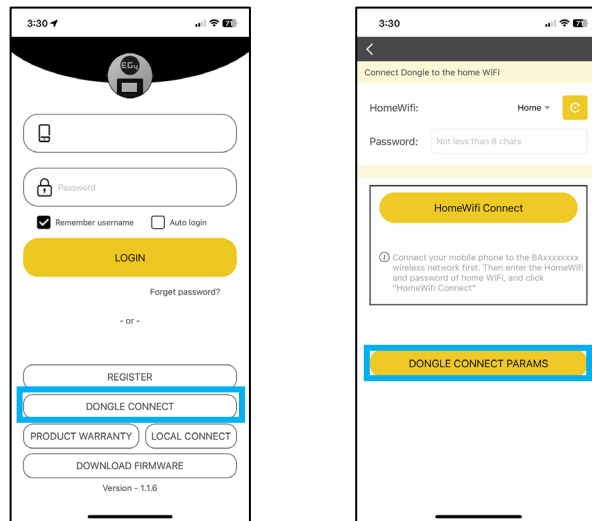 3:30
71
EG4
Password
Remember username
Auto login
LOGIN
Forget password?
- or -
REGISTER
DONGLE CONNECT
PRODUCT WARRANTY
LOCAL CONNECT
DOWNLOAD FIRMWARE
Version - 1.1.6
3:30
71
Connect Dongle to the home WiFi
HomeWifi:
Home
Password:
Not less than 8 chars
HomeWifi Connect
Connect your mobile phone to the BAxxxxxxxx
wireless network first. Then enter the HomeWifi
and password of home WiFi, and click
"HomeWifi Connect"
DONGLE CONNECT PARAMS